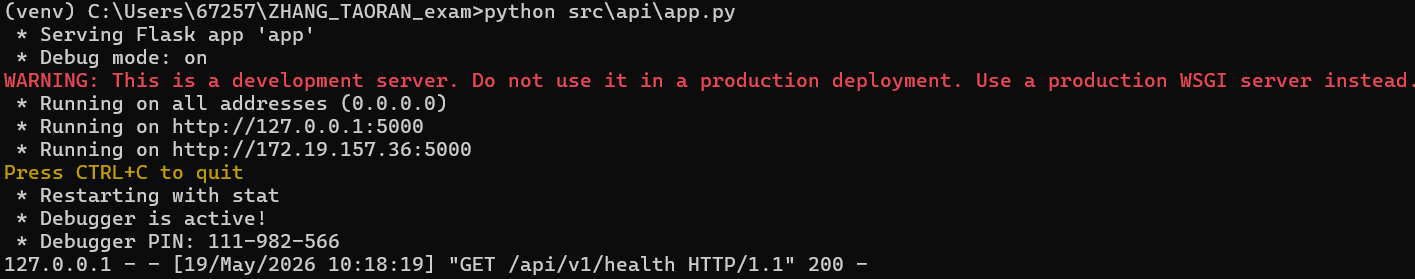 (venv) C:\Users\67257\ZHANG_TAORAN_exam>python src\api\app.py
 * Serving Flask app 'app'
 * Debug mode: on
WARNING: This is a development server. Do not use it in a production deployment. Use a production WSGI server instead.
 * Running on all addresses (0.0.0.0)
 * Running on http://127.0.0.1:5000
 * Running on http://172.19.157.36:5000
Press CTRL+C to quit
 * Restarting with stat
 * Debugger is active!
 * Debugger PIN: 111-982-566
127.0.0.1 - - [19/May/2026 10:18:19] "GET /api/v1/health HTTP/1.1" 200 -